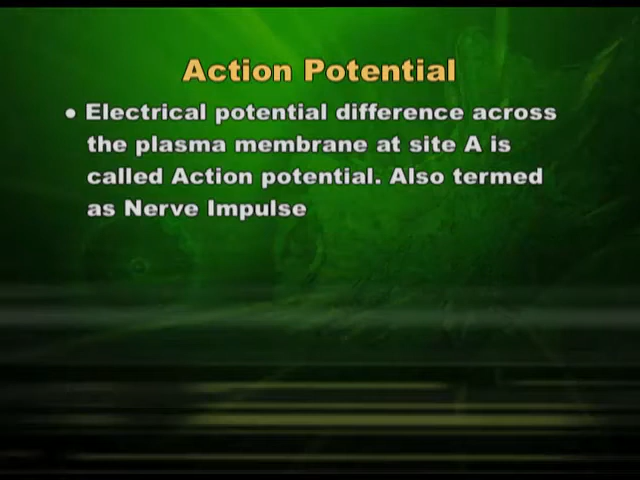 Action Potential
• Electrical potential difference across
the plasma membrane at site A is
called Action potential. Also termed
as Nerve Impulse